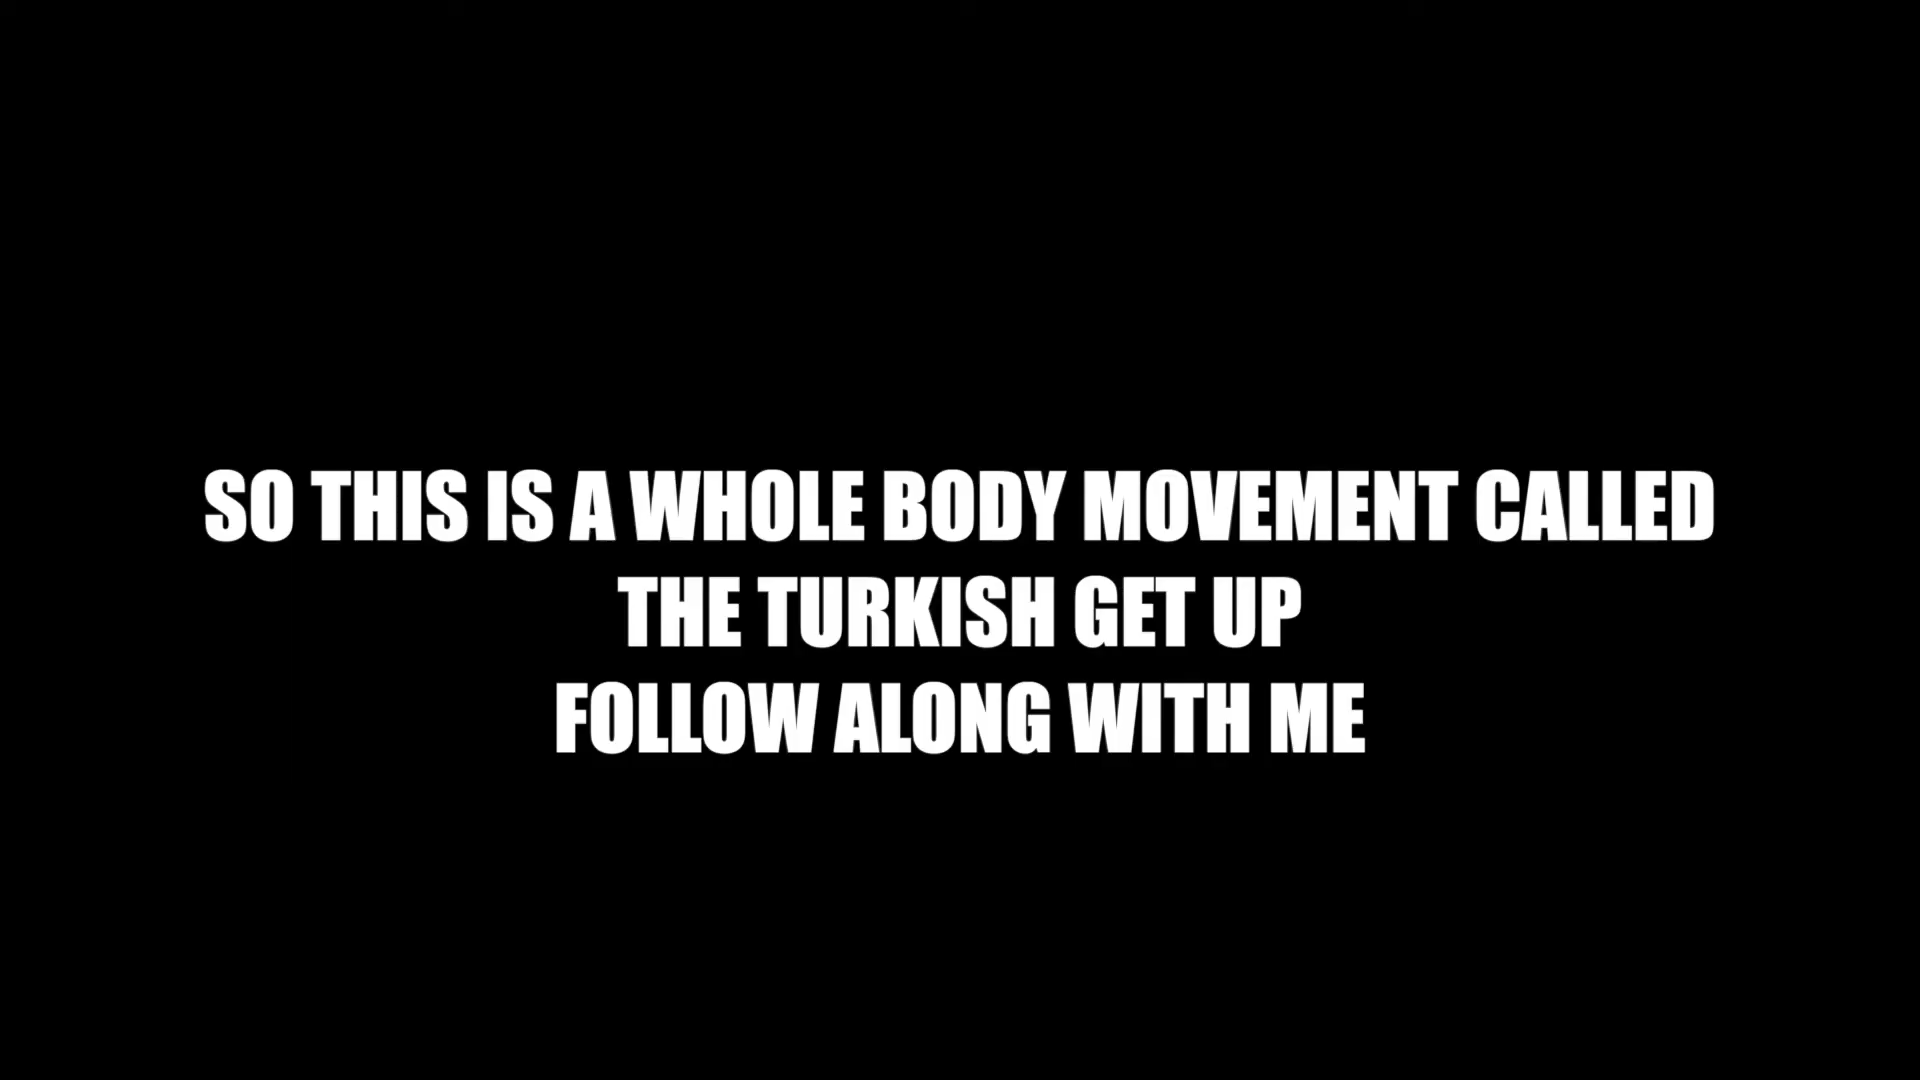 SO THIS IS A WHOLE BODY MOVEMENT CALLED
THE TURKISH GET UP
FOLLOW ALONG WITH ME